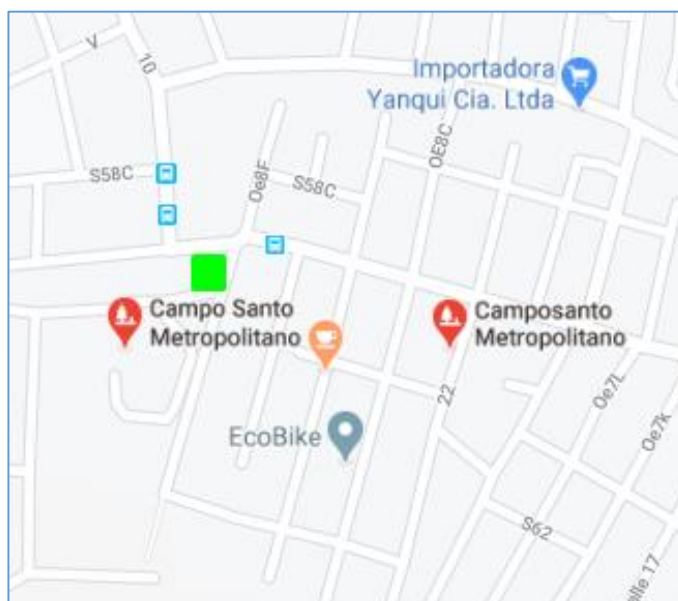 V
10
Importadora
Yanqui Cia. Ltda
S58C
Oe8F
S58C
OE8C
Campo Santo
Metropolitano
Camposanto
Metropolitano
22
Oe7L
Oe7k
EcoBike
S62
alle 17